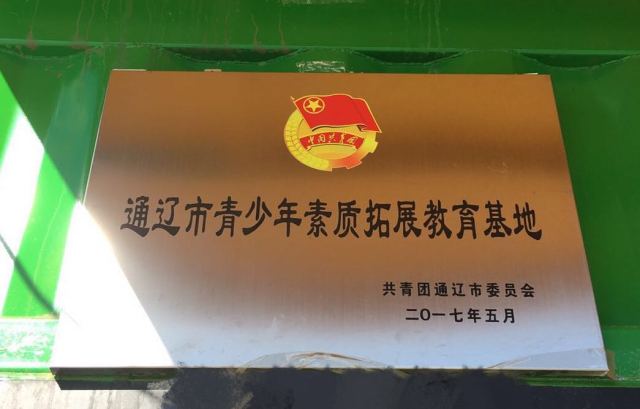 中国共青团
通辽市青少年素质拓展教育基地
共青团通辽市委员会
二〇一七年五月